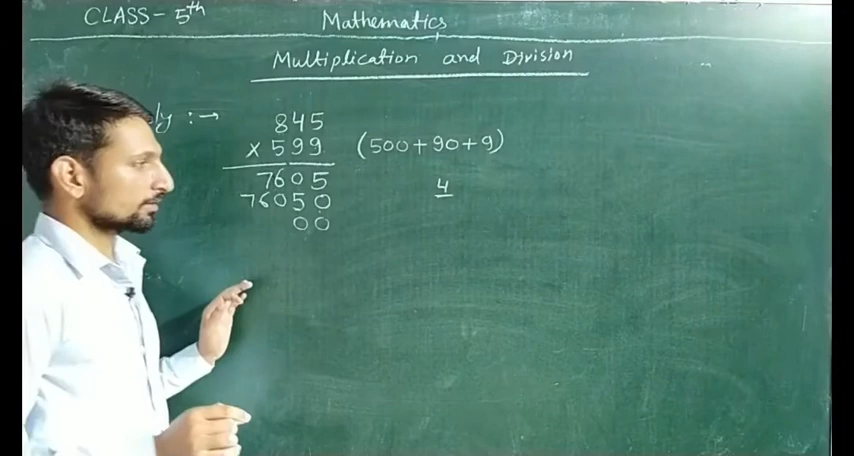 CLASS- 5th Mathematics
Multiplication and Division
:→ 845
× 599 (500+90+9)
7605
76050 4
00